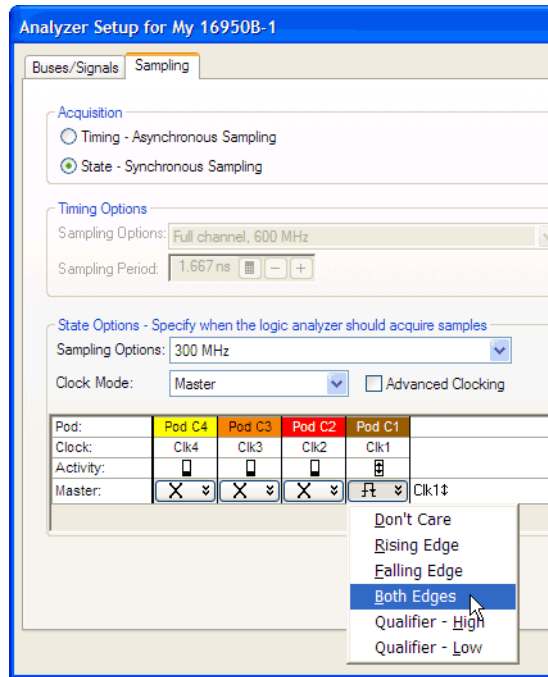 Analyzer Setup for My 16950B-1
Buses/Signals Sampling
Acquisition
Timing - Asynchronous Sampling
State - Synchronous Sampling
Timing Options
Sampling Options: Full channel, 600 MHz
Sampling Period: 1.667 ns - +
State Options - Specify when the logic analyzer should acquire samples
Sampling Options: 300 MHz
Clock Mode: Master Advanced Clocking
Pod: Pod C4 Pod C3 Pod C2 Pod C1
Clock: Clk4 Clk3 Clk2 Clk1
Activity:
Master: X X X Clk1↕
Don't Care
Rising Edge
Falling Edge
Both Edges
Qualifier - High
Qualifier - Low